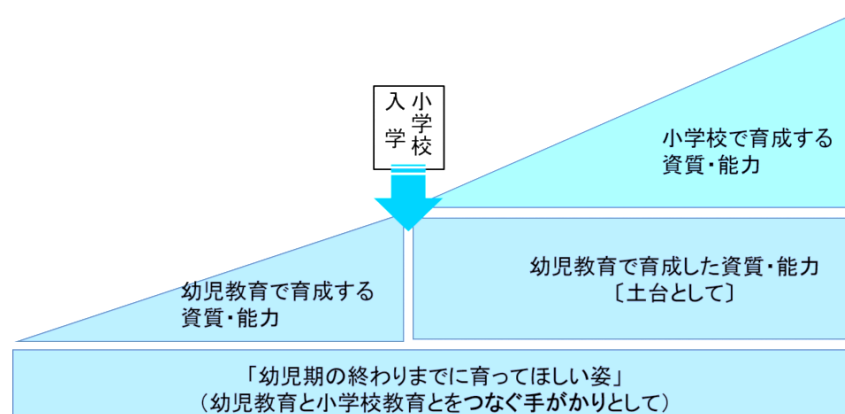 小学校
入学
小学校で育成する
資質・能力
幼児教育で育成する
資質・能力
幼児教育で育成した資質・能力
〔土台として〕
「幼児期の終わりまでに育ってほしい姿」
（幼児教育と小学校教育とをつなぐ手がかりとして）